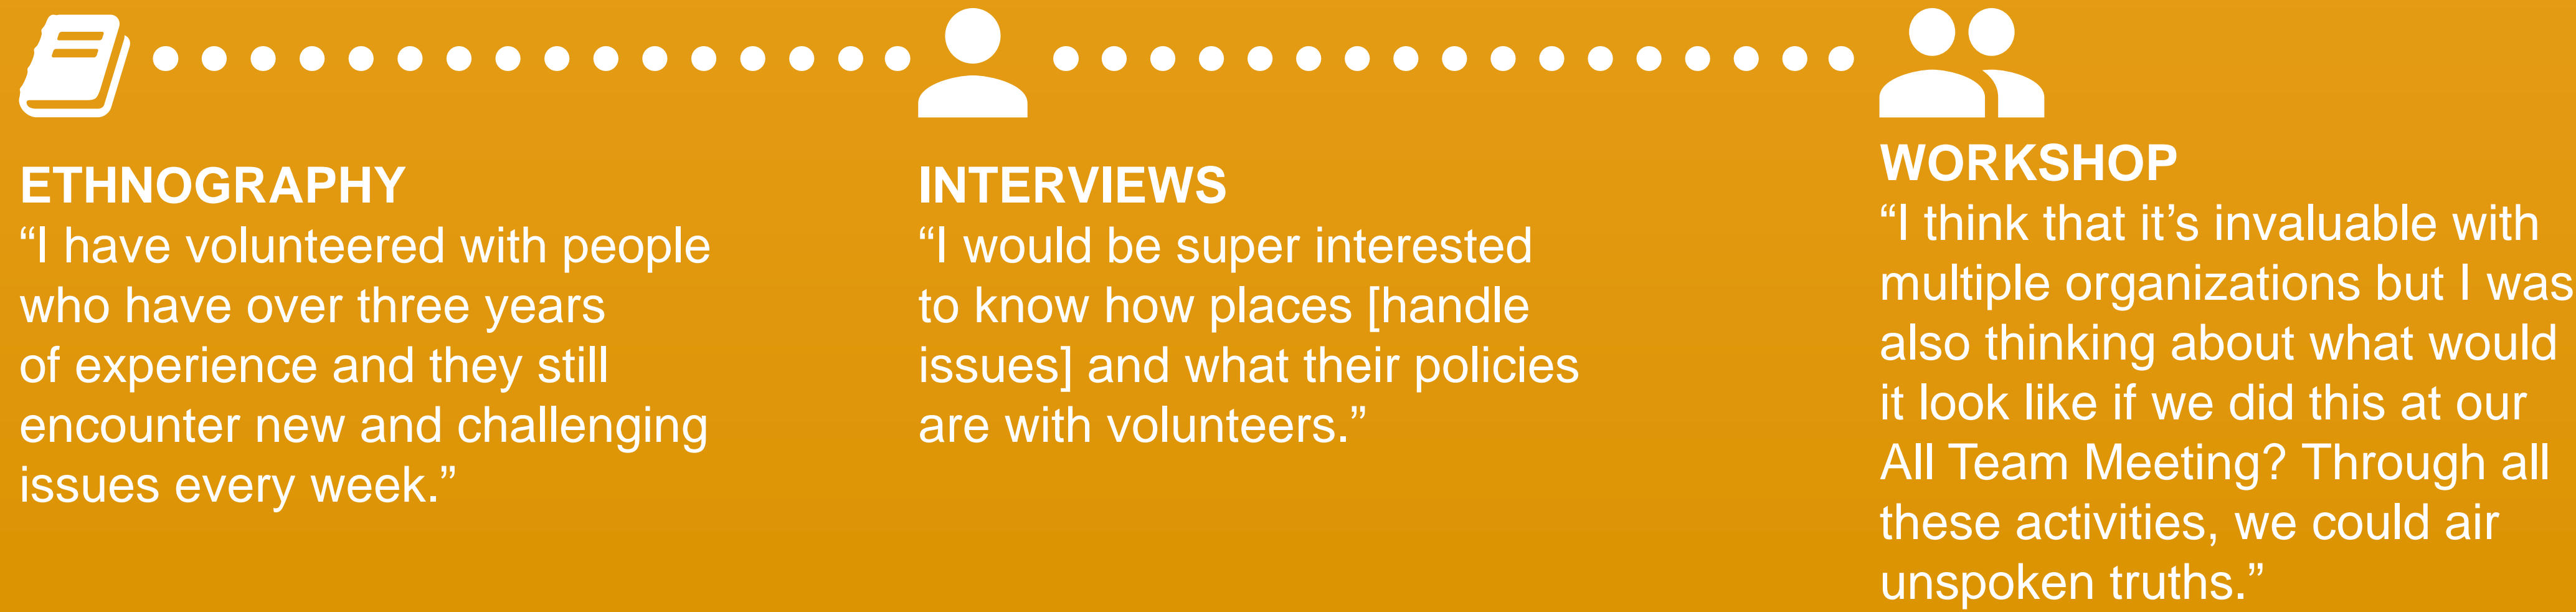 ETHNOGRAPHY
“I have volunteered with people
who have over three years
of experience and they still
encounter new and challenging
issues every week.”
INTERVIEWS
“I would be super interested
to know how places [handle
issues] and what their policies
are with volunteers.”
WORKSHOP
“I think that it’s invaluable with
multiple organizations but I was
also thinking about what would
it look like if we did this at our
All Team Meeting? Through all
these activities, we could air
unspoken truths.”